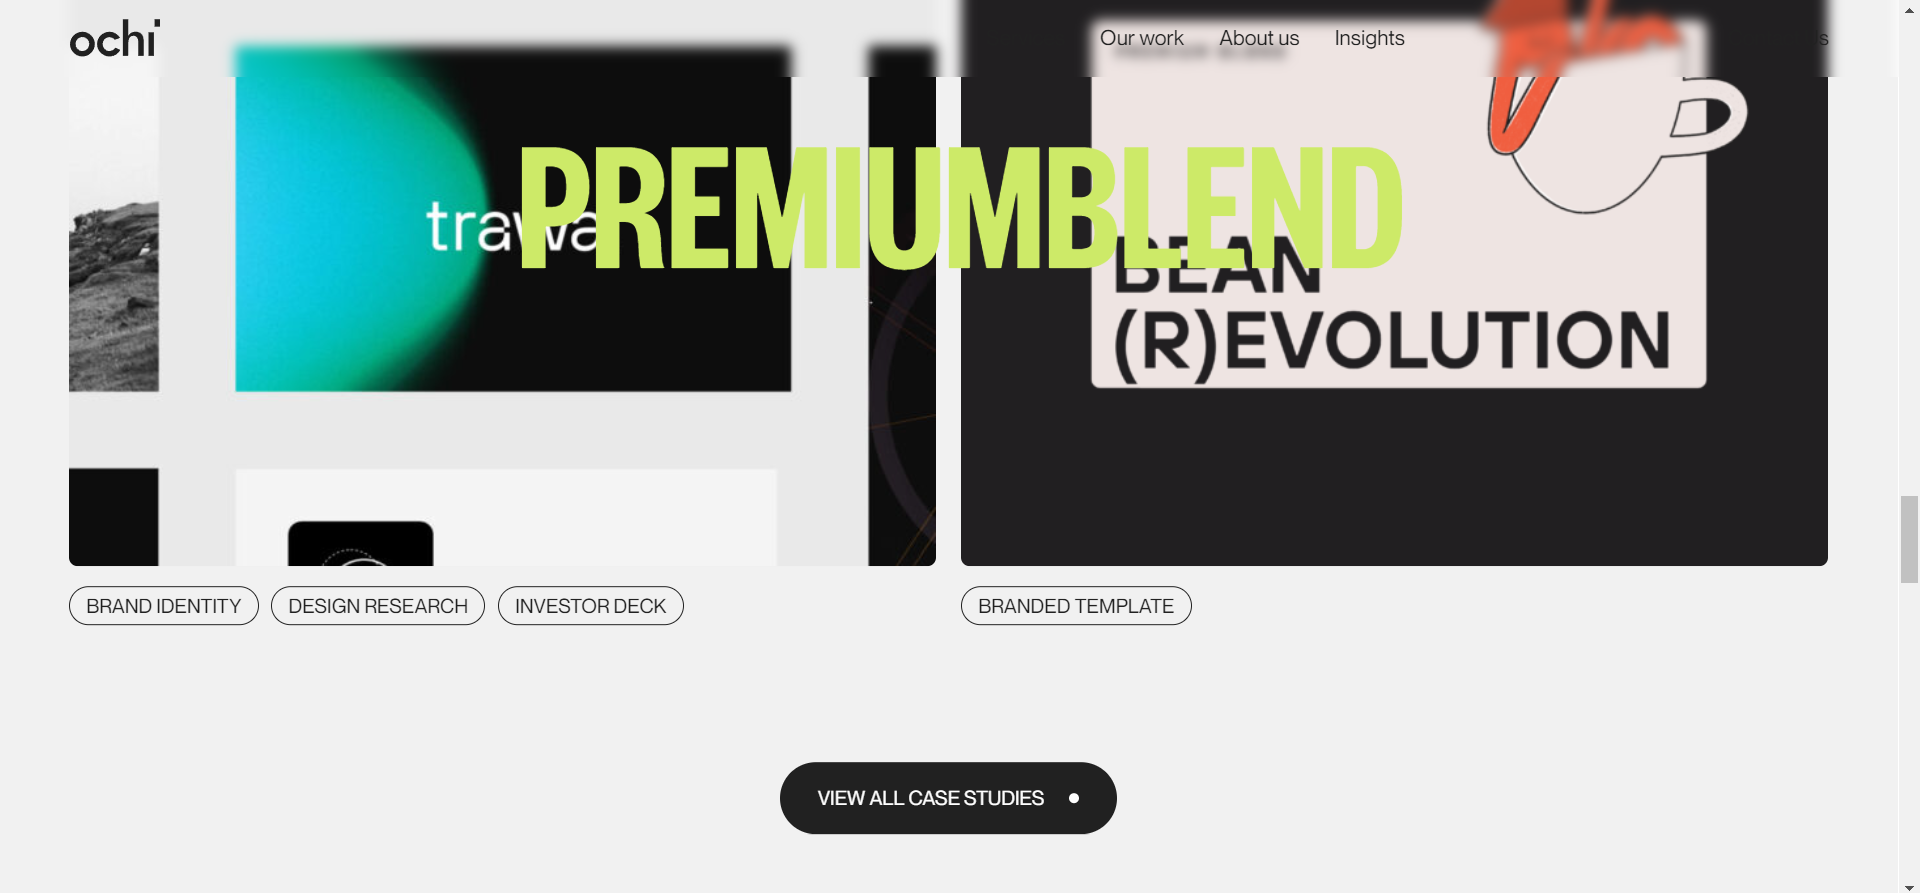 ochi
Our work
About us
Insights
trawa
PREMIUMBLEND
BEAN
(R)EVOLUTION
BRAND IDENTITY
DESIGN RESEARCH
INVESTOR DECK
BRANDED TEMPLATE
VIEW ALL CASE STUDIES